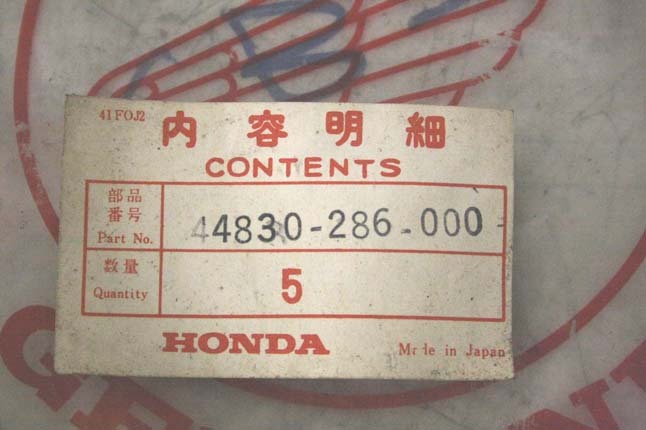 41FOJ2
内容明細
CONTENTS
部品
番号
Part No.
44830-286-000
数量
Quantity
5
HONDA
Made in Japan